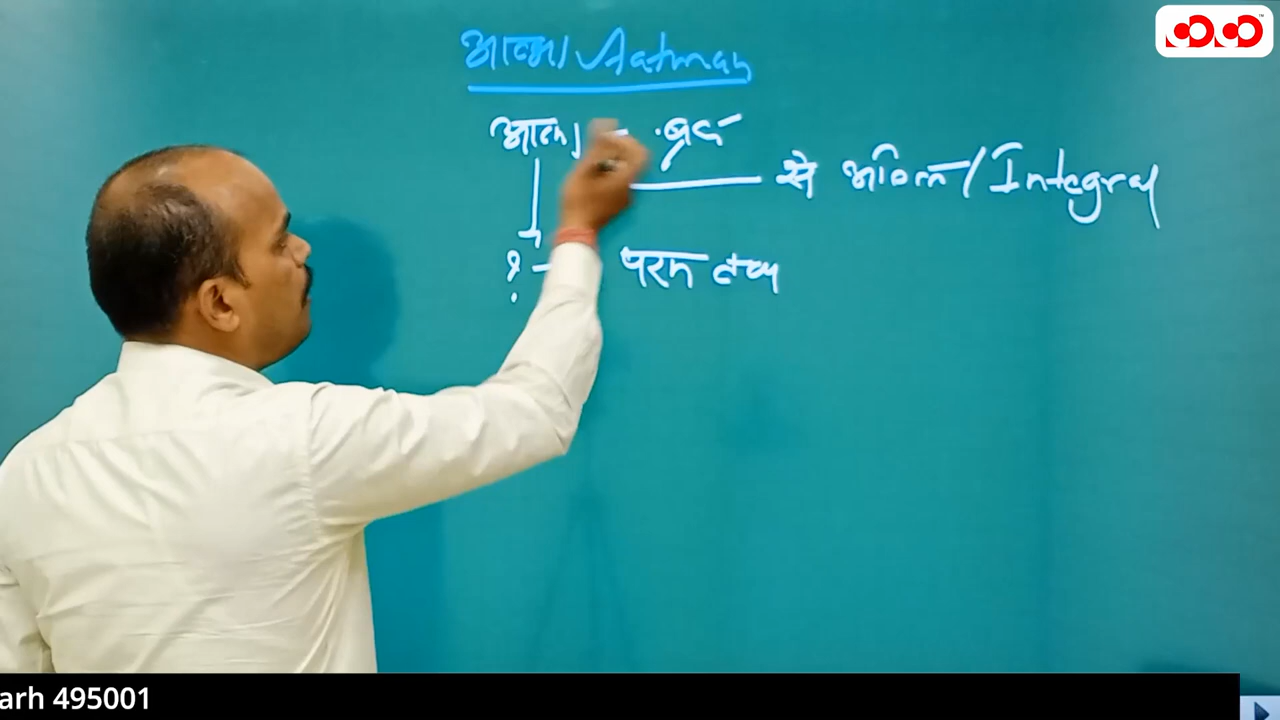 आत्मा/Aatman
आत्मा ब्रह्म
से अभिन्न/Integral
? परम तत्व
arh 495001